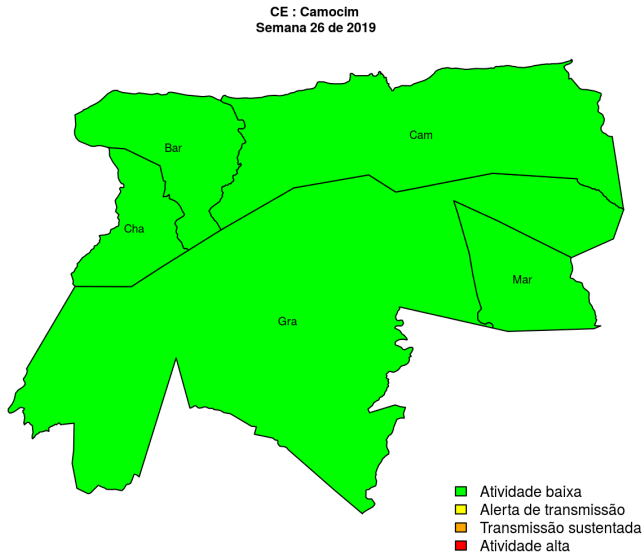 CE : Camocim
Semana 26 de 2019
Bar
Cam
Cha
Mar
Gra
Atividade baixa
Alerta de transmissão
Transmissão sustentada
Atividade alta